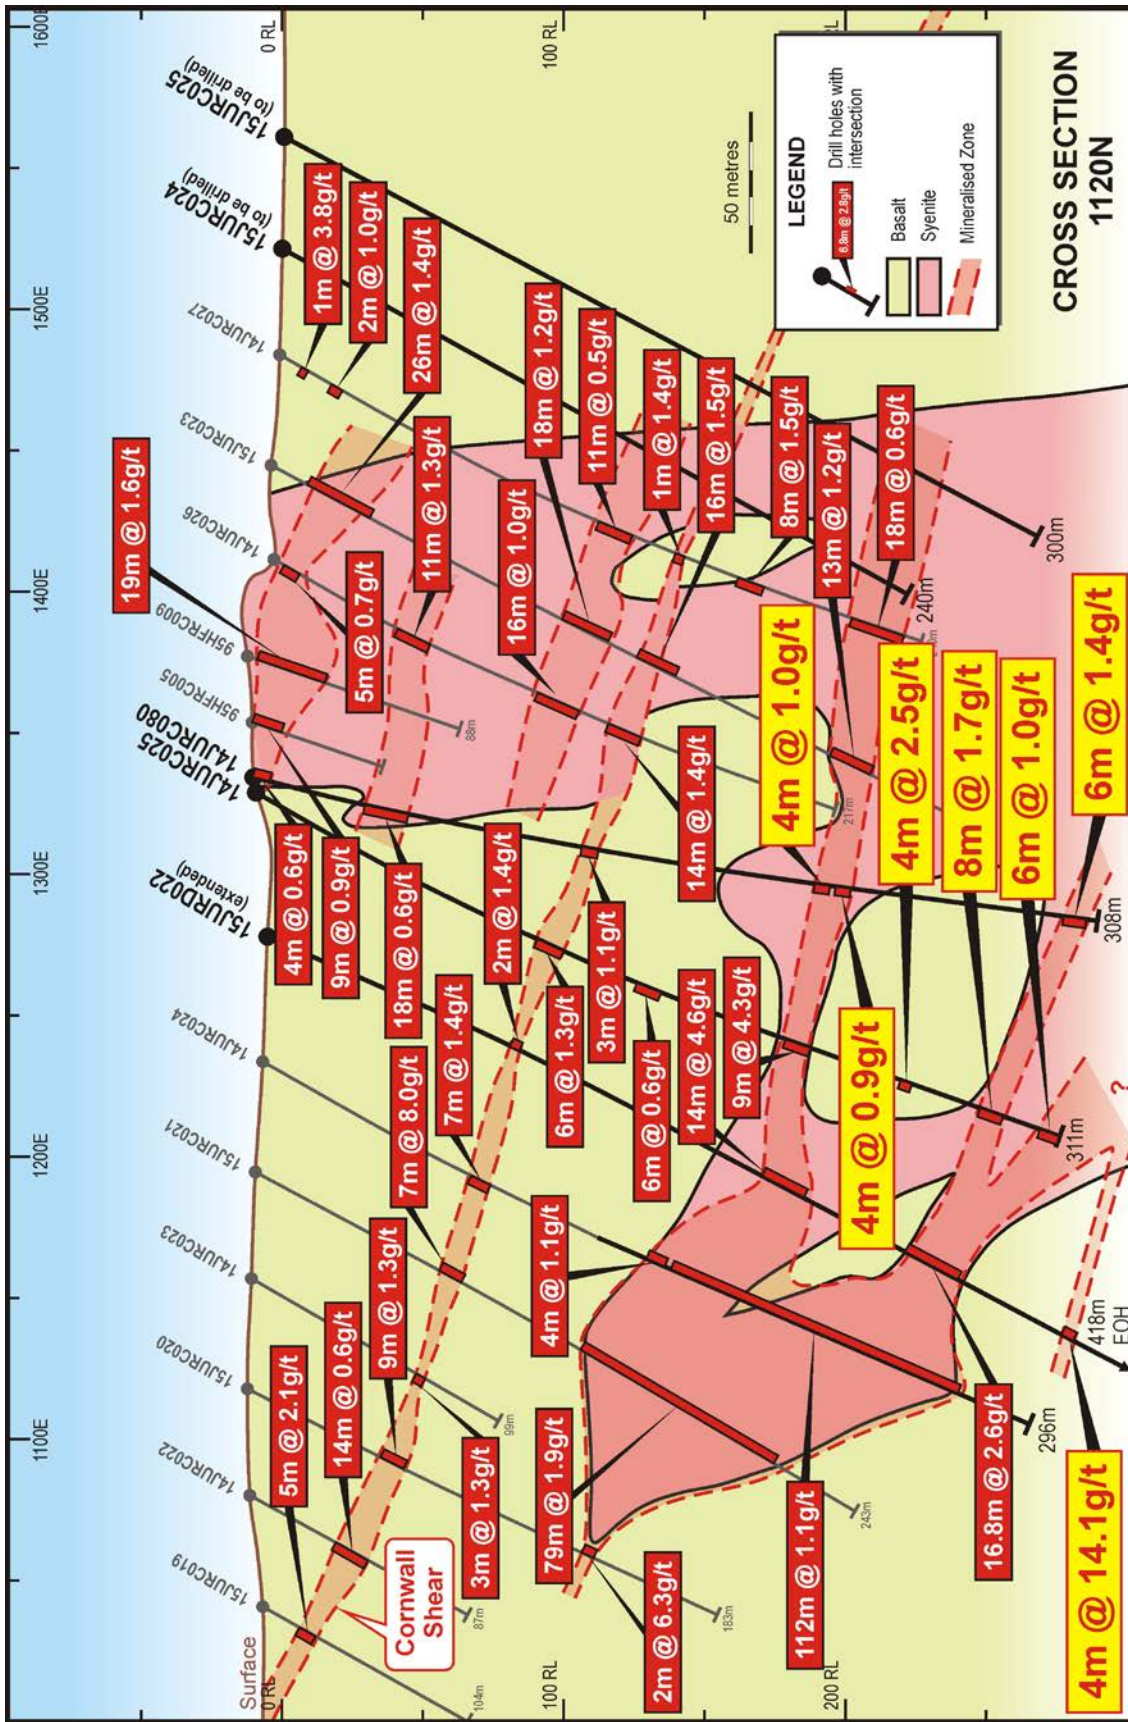 1100E
1200E
1300E
1400E
1500E
1600E
15JURC019
14JURC022
15JURC020
14JURC023
15JURC021
14JURC024
15JURD022
(extended)
14JURC025
14JURC080
95HFRC005
95HFRC009
14JURC026
15JURC023
14JURC027
15JURC024
(to be drilled)
15JURC025
(to be drilled)
19m @ 1.6g/t
Surface
0 RL
0 RL
5m @ 2.1g/t
14m @ 0.6g/t
9m @ 1.3g/t
7m @ 8.0g/t
7m @ 1.4g/t
4m @ 0.6g/t
9m @ 0.9g/t
18m @ 0.6g/t
2m @ 1.4g/t
5m @ 0.7g/t
11m @ 1.3g/t
16m @ 1.0g/t
1m @ 3.8g/t
2m @ 1.0g/t
26m @ 1.4g/t
18m @ 1.2g/t
11m @ 0.5g/t
1m @ 1.4g/t
16m @ 1.5g/t
8m @ 1.5g/t
13m @ 1.2g/t
18m @ 0.6g/t
Cornwall
Shear
104m
87m
99m
88m
3m @ 1.3g/t
100 RL
100 RL
79m @ 1.9g/t
4m @ 1.1g/t
6m @ 1.3g/t
3m @ 1.1g/t
6m @ 0.6g/t
14m @ 4.6g/t
9m @ 4.3g/t
14m @ 1.4g/t
2m @ 6.3g/t
183m
112m @ 1.1g/t
200 RL
243m
217m
4m @ 1.0g/t
4m @ 0.9g/t
4m @ 2.5g/t
8m @ 1.7g/t
6m @ 1.0g/t
6m @ 1.4g/t
240m
300m
16.8m @ 2.6g/t
296m
311m
308m
418m
EOH
?
4m @ 14.1g/t
50 metres
LEGEND
6.8m @ 2.8g/t
Drill holes with
intersection
Basalt
Syenite
Mineralised Zone
CROSS SECTION
1120N